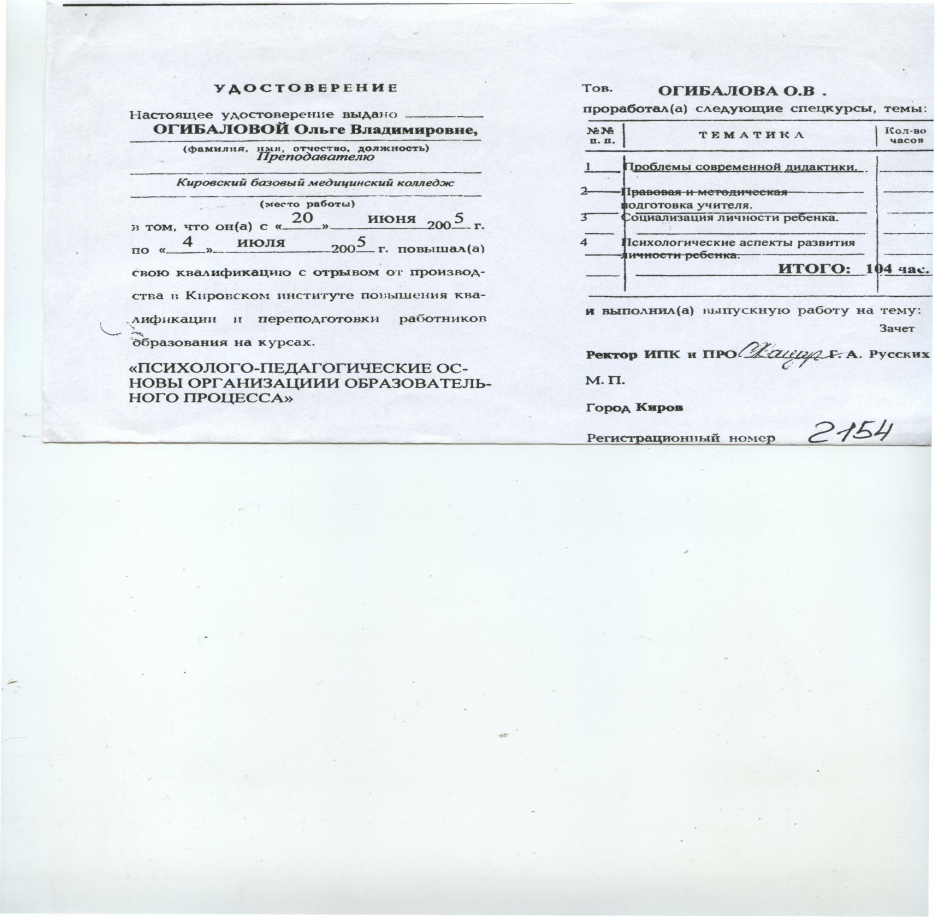 УДОСТОВЕРЕНИЕ
Настоящее удостоверение выдано
ОГИБАЛОВОЙ Ольге Владимировне,
(фамилия, имя, отчество, должность)
Преподавателю
Кировский базовый медицинский колледж
(место работы)
в том, что он(а) с «20» ИЮНЯ 2005 г.
по «4» ИЮЛЯ 2005 г. повышал(а)
свою квалификацию с отрывом от производ-
ства в Кировском институте повышения ква-
лификации и переподготовки работников
образования на курсах.
«ПСИХОЛОГО-ПЕДАГОГИЧЕСКИЕ ОС-
НОВЫ ОРГАНИЗАЦИИИ ОБРАЗОВАТЕЛЬ-
НОГО ПРОЦЕССА»
Тов. ОГИБАЛОВА О.В .
проработал(а) следующие спецкурсы, темы:
№№ п. п. ТЕМАТИКА Кол-во часов
1 Проблемы современной дилактики.
2 Правовая и методическая
подготовка учителя.
3 Социализация личности ребенка.
4 Психологические аспекты развития
личности ребенка.
ИТОГО: 104 час.
и выполнил(а) выпускную работу на тему:
Зачет
Ректор ИПК и ПРО Г. А. Русских
М. П.
Город Киров
Регистрационный номер 2154